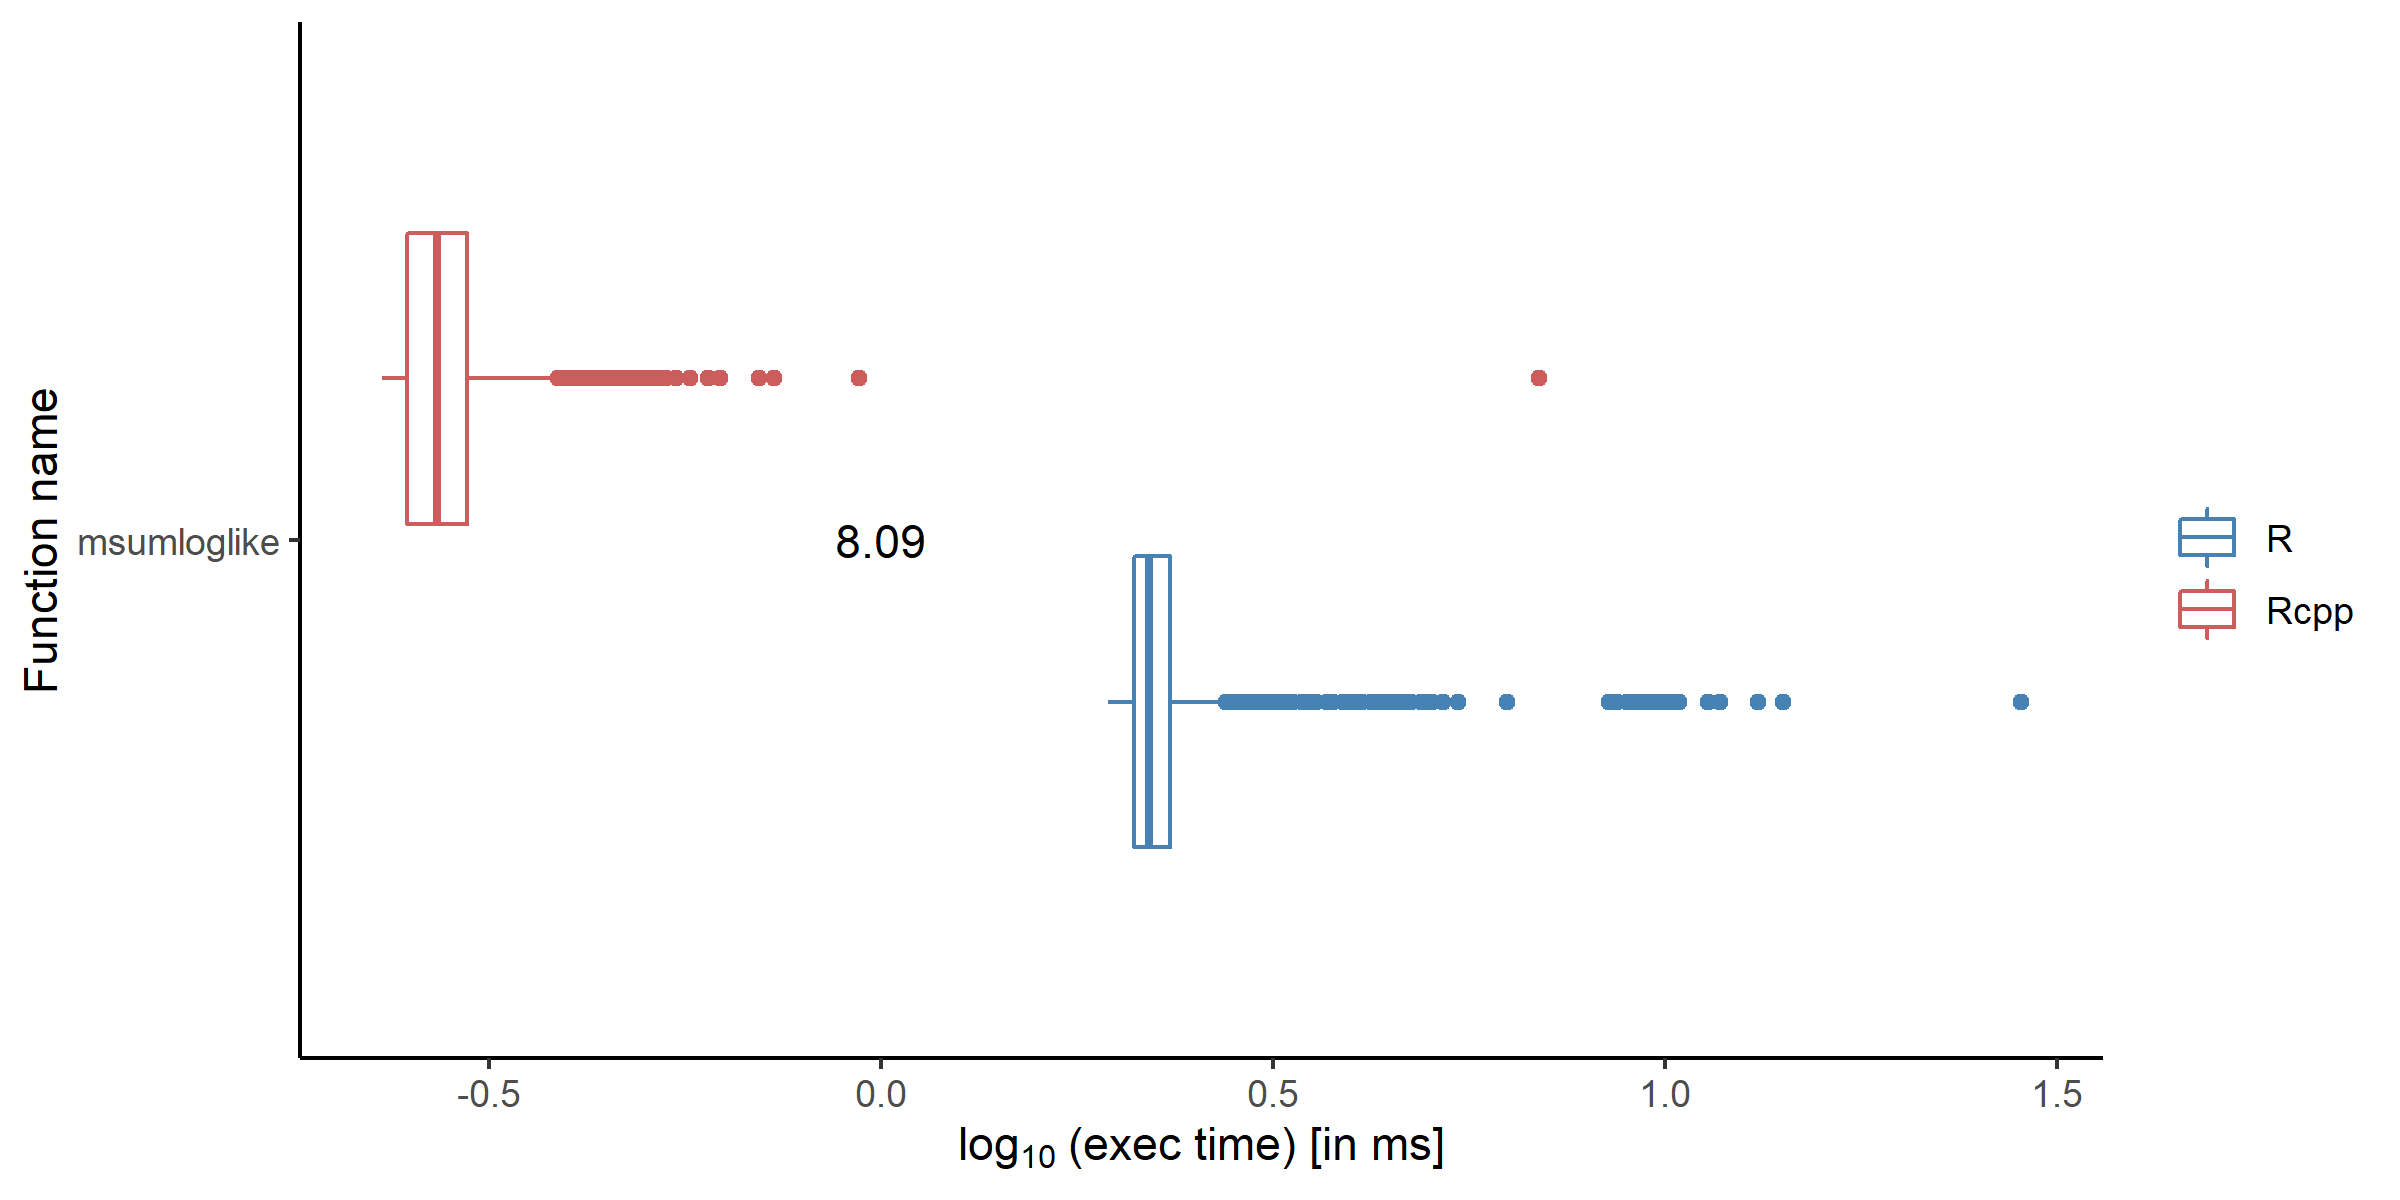 Function name
msumloglike
8.09
R
Rcpp
-0.5 0.0 0.5 1.0 1.5
log₁₀ (exec time) [in ms]